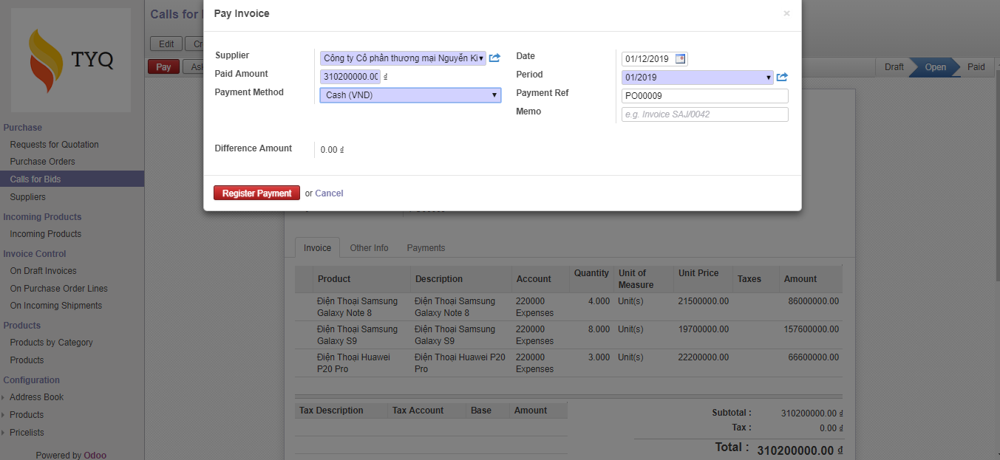 TYQ
Purchase
Requests for Quotation
Purchase Orders
Calls for Bids
Suppliers
Incoming Products
Incoming Products
Invoice Control
On Draft Invoices
On Purchase Order Lines
On Incoming Shipments
Products
Products by Category
Products
Configuration
Address Book
Products
Pricelists
Powered by Odoo
Calls for
Edit
Cr
Pay
Ask
Draft
Open
Paid
Pay Invoice
×
Supplier
Công ty Cô phân thương mại Nguyễn Ki
Paid Amount
310200000.00 ₫
Payment Method
Cash (VND)
Date
01/12/2019
Period
01/2019
Payment Ref
PO00009
Memo
e.g. Invoice SAJ/0042
Difference Amount
0.00 ₫
Register Payment or Cancel
Invoice Other Info Payments
Product Description Account Quantity Unit of Measure Unit Price Taxes Amount
Điện Thoại Samsung Điện Thoại Samsung 220000 4.000 Unit(s) 21500000.00 86000000.00
Galaxy Note 8 Galaxy Note 8 Expenses
Điện Thoại Samsung Điện Thoại Samsung 220000 8.000 Unit(s) 19700000.00 157600000.00
Galaxy S9 Galaxy S9 Expenses
Điện Thoại Huawei Điện Thoại Huawei P20 220000 3.000 Unit(s) 22200000.00 66600000.00
P20 Pro Pro Expenses
Tax Description Tax Account Base Amount
Subtotal : 310200000.00 ₫
Tax : 0.00 ₫
Total : 310200000.00 ₫